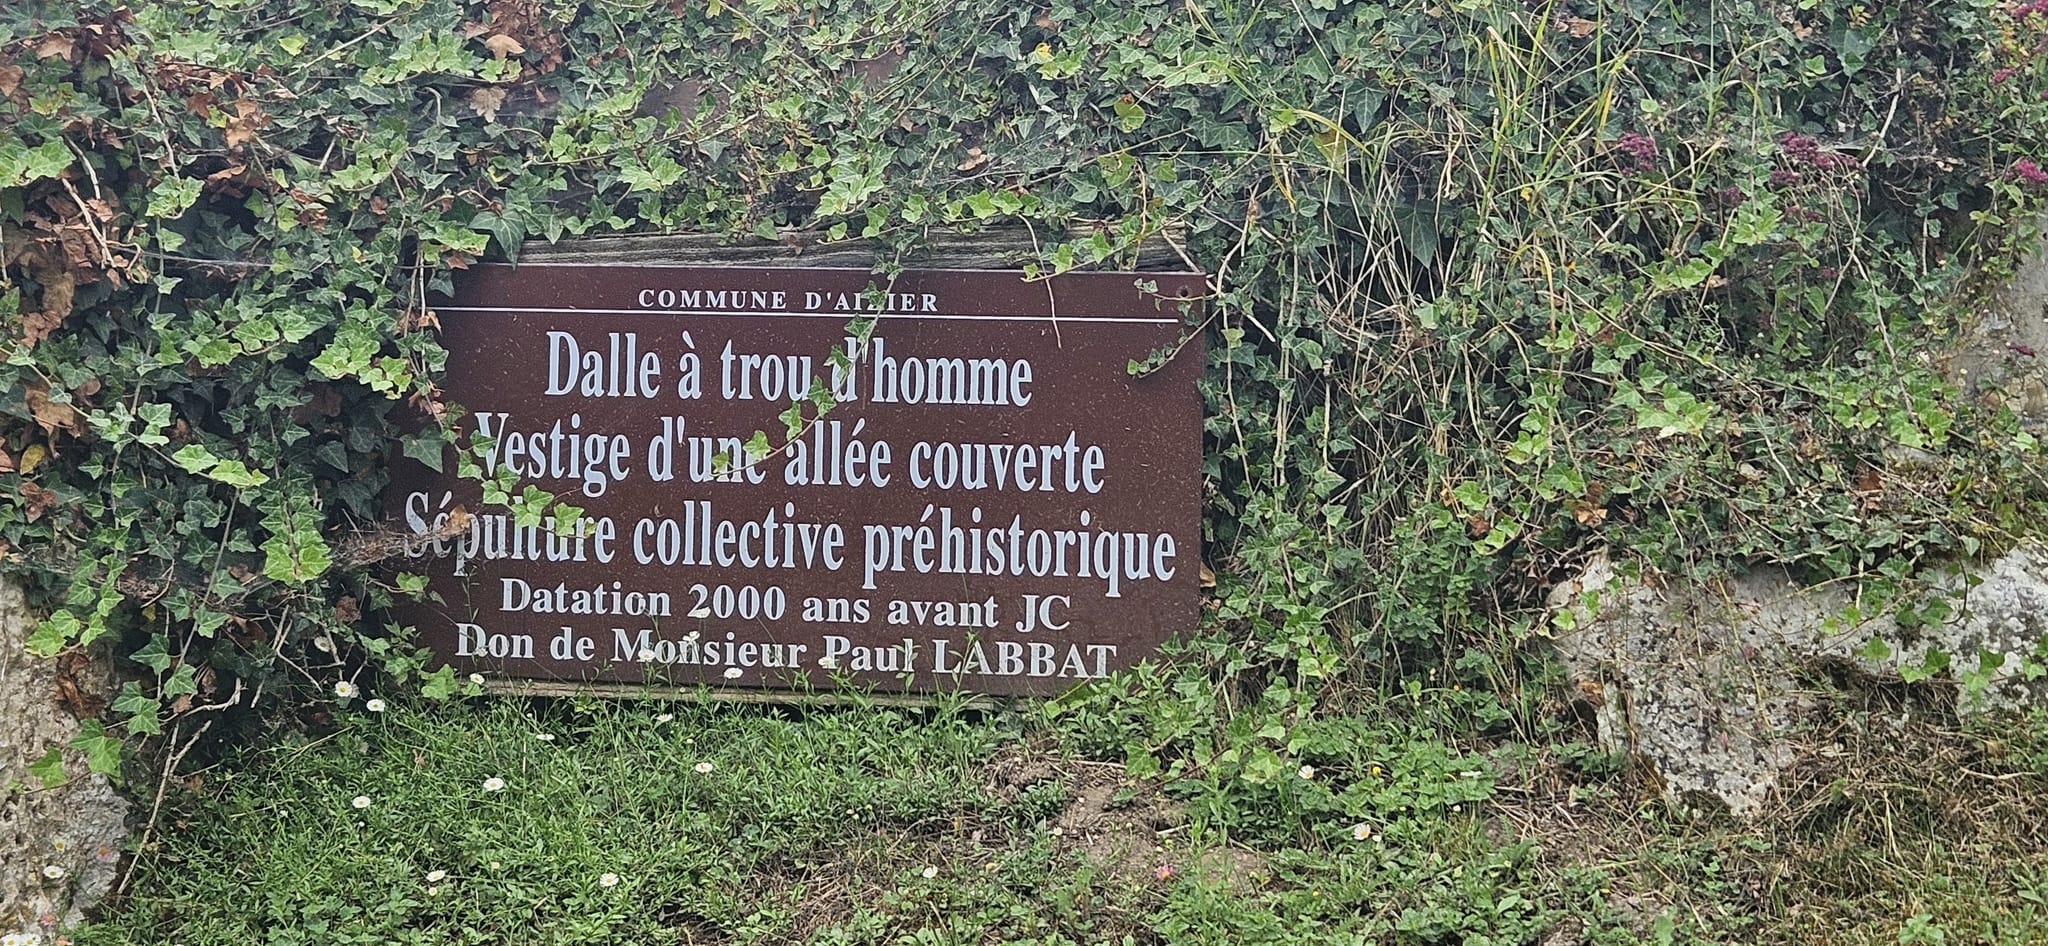 COMMUNE D'AIZIER
Dalle à trou d'homme
Vestige d'une allée couverte
Sépulture collective préhistorique
Datation 2000 ans avant JC
Don de Monsieur Paul LABBAT